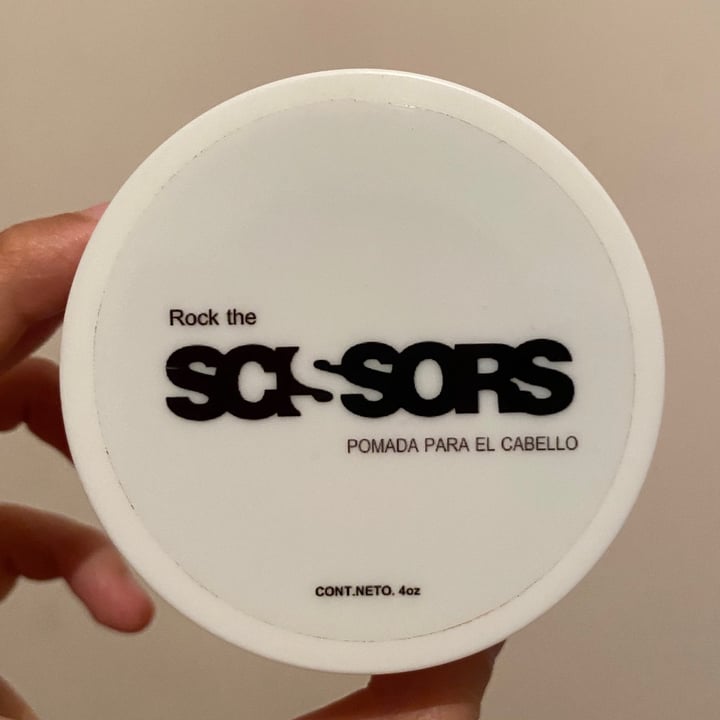 Rock the
SCISSORS
POMADA PARA EL CABELLO
CONT.NETO. 4oz